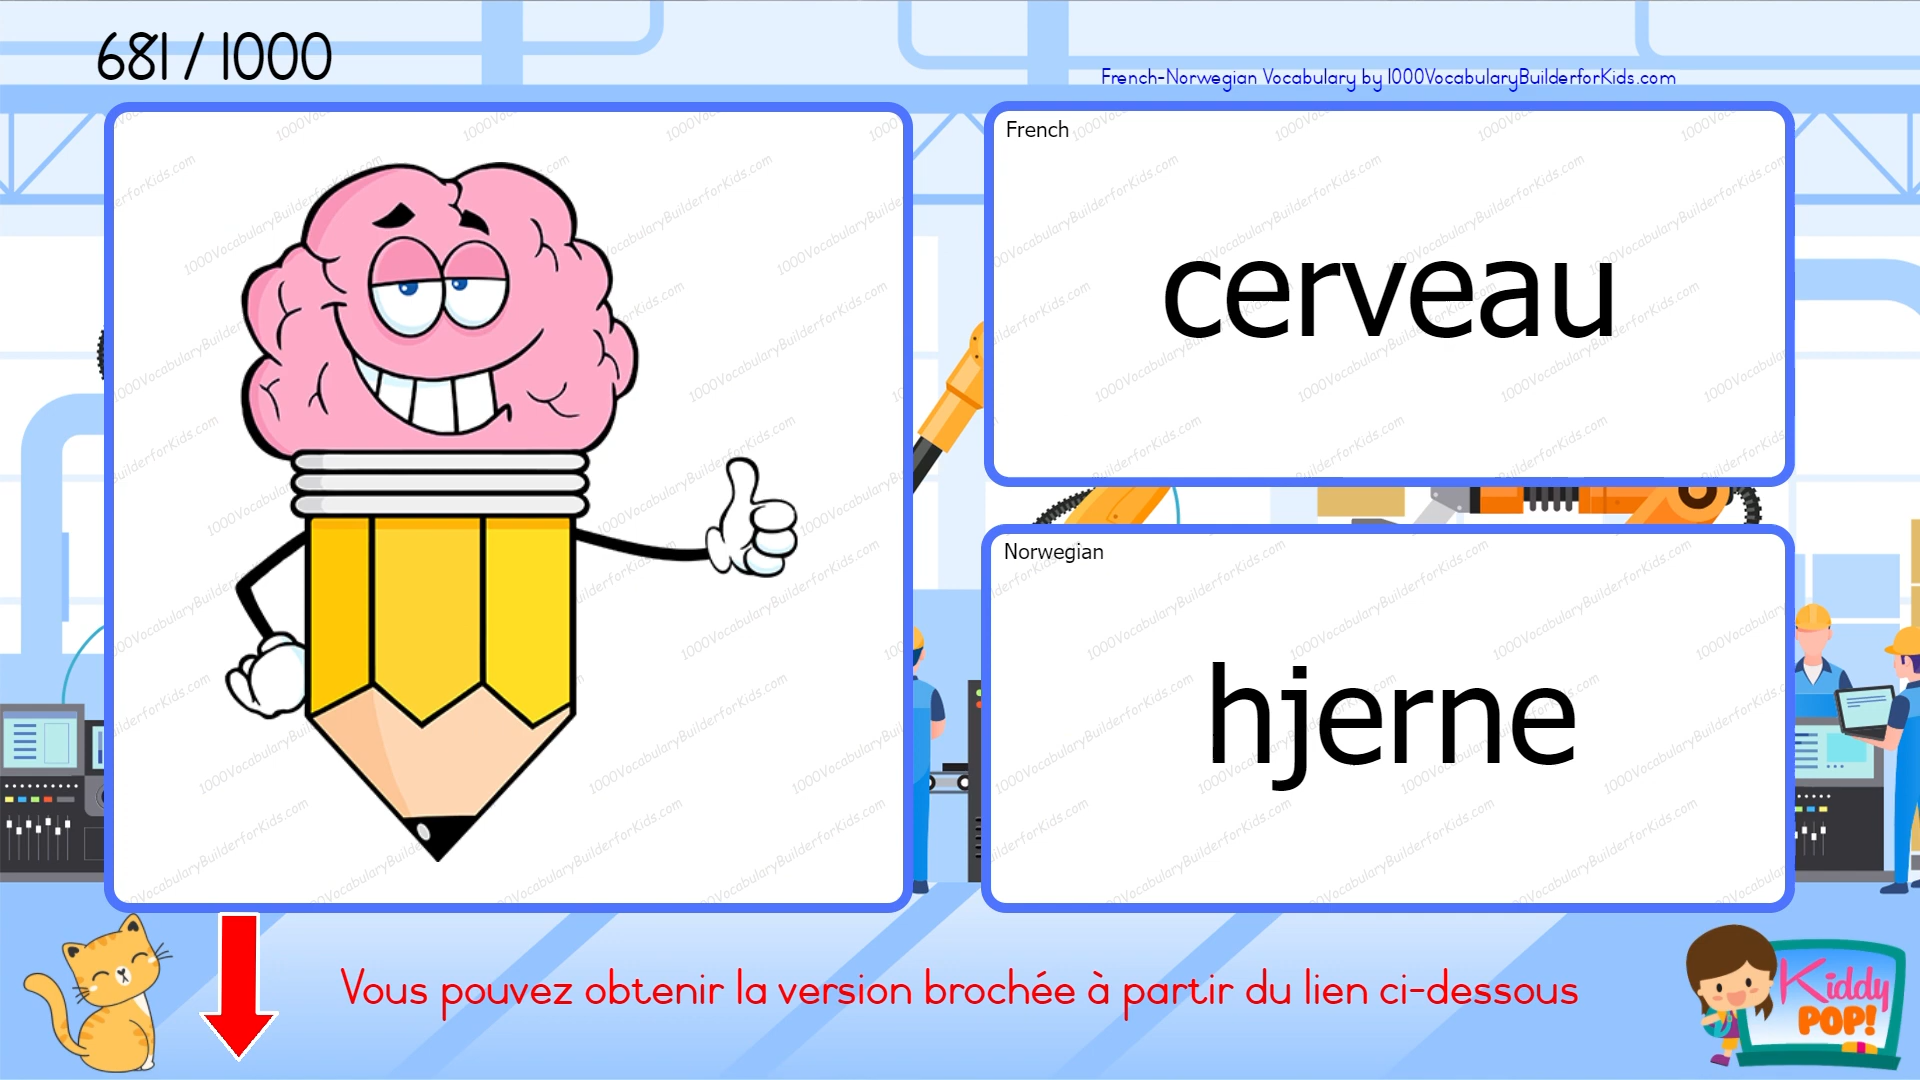 681 / 1000
French-Norwegian Vocabulary by 1000VocabularyBuilderforKids.com
French
cerveau
Norwegian
hjerne
Vous pouvez obtenir la version brochée à partir du lien ci-dessous
Kiddy
POP!